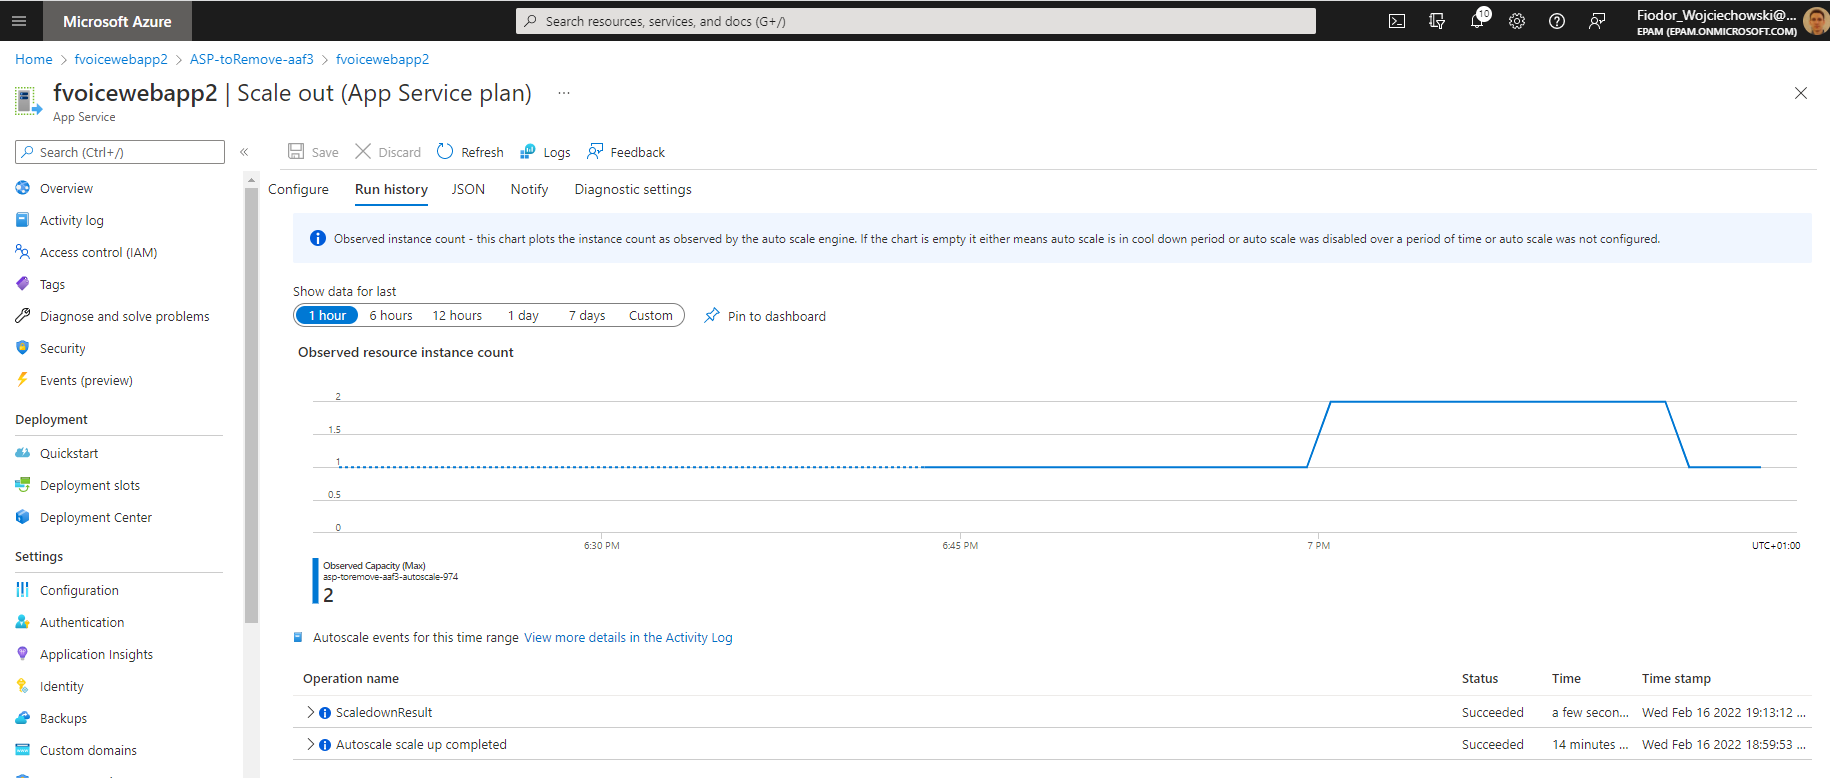 Microsoft Azure
Search resources, services, and docs (G+/)
10
Fiodor_Wojciechowski@...
EPAM (EPAM.ONMICROSOFT.COM)
Home > fvoicewebapp2 > ASP-toRemove-aaf3 > fvoicewebapp2
fvoicewebapp2 | Scale out (App Service plan) ...
App Service
Search (Ctrl+/)
«
Overview
Activity log
Access control (IAM)
Tags
Diagnose and solve problems
Security
Events (preview)
Deployment
Quickstart
Deployment slots
Deployment Center
Settings
Configuration
Authentication
Application Insights
Identity
Backups
Custom domains
Save Discard Refresh Logs Feedback
Configure Run history JSON Notify Diagnostic settings
Observed instance count - this chart plots the instance count as observed by the auto scale engine. If the chart is empty it either means auto scale is in cool down period or auto scale was disabled over a period of time or auto scale was not configured.
Show data for last
1 hour 6 hours 12 hours 1 day 7 days Custom Pin to dashboard
Observed resource instance count
2
1.5
1
0.5
0
6:30 PM 6:45 PM 7 PM UTC+01:00
Observed Capacity (Max)
asp-toremove-aaf3-autoscale-974
2
Autoscale events for this time range View more details in the Activity Log
Operation name Status Time Time stamp
ScaledownResult Succeeded a few secon... Wed Feb 16 2022 19:13:12 ...
Autoscale scale up completed Succeeded 14 minutes ... Wed Feb 16 2022 18:59:53 ...